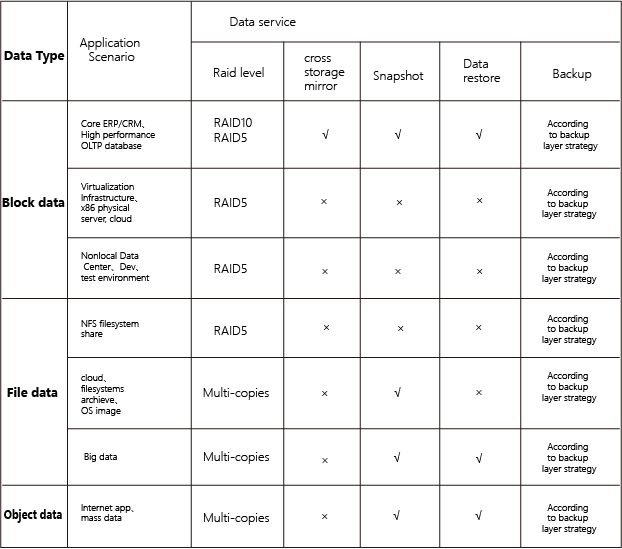 Data Type
Application
Scenario
Data service
Raid level
cross
storage
mirror
Snapshot
Data
restore
Backup
Block data
Core ERP/CRM、
High performance
OLTP database
RAID10
RAID5
√
√
√
According
to backup
layer strategy
Virtualization
Infrastructure、
x86 physical
server, cloud
RAID5
×
×
×
According
to backup
layer strategy
Nonlocal Data
Center、Dev、
test environment
RAID5
×
×
×
According
to backup
layer strategy
File data
NFS filesystem
share
RAID5
×
×
×
According
to backup
layer strategy
cloud、
filesystems
archieve、
OS image
Multi-copies
×
√
×
According
to backup
layer strategy
Big data
Multi-copies
×
√
√
According
to backup
layer strategy
Object data
Internet app、
mass data
Multi-copies
×
√
√
According
to backup
layer strategy